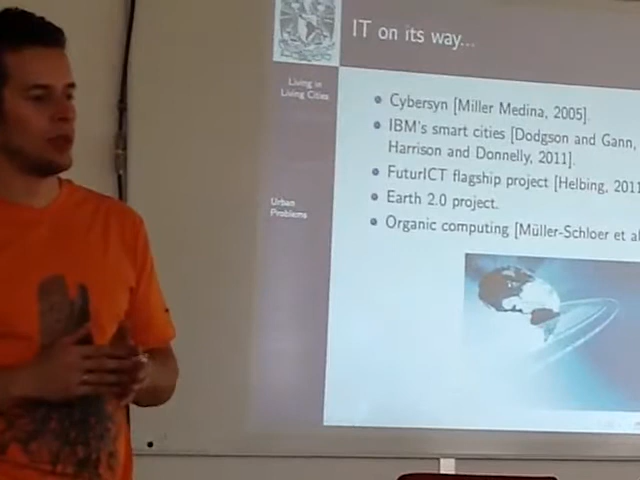 IT on its way...
Living in
Living Cities
Cybersyn [Miller Medina, 2005].
IBM's smart cities [Dodgson and Gann,
Harrison and Donnelly, 2011].
FuturICT flagship project [Helbing, 2011
Earth 2.0 project.
Urban
Problems
Organic computing [Müller-Schloer et al